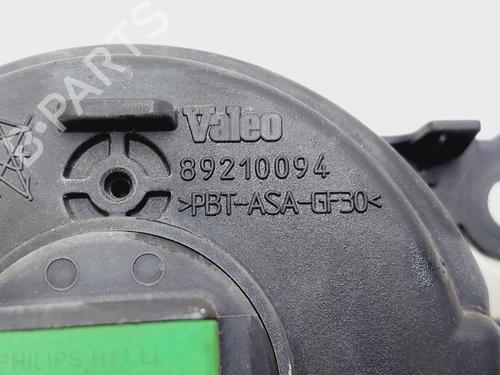 B-PARTS
Valeo
89210094
>PBT-ASA-GF30<
PHILIPS H11 LL